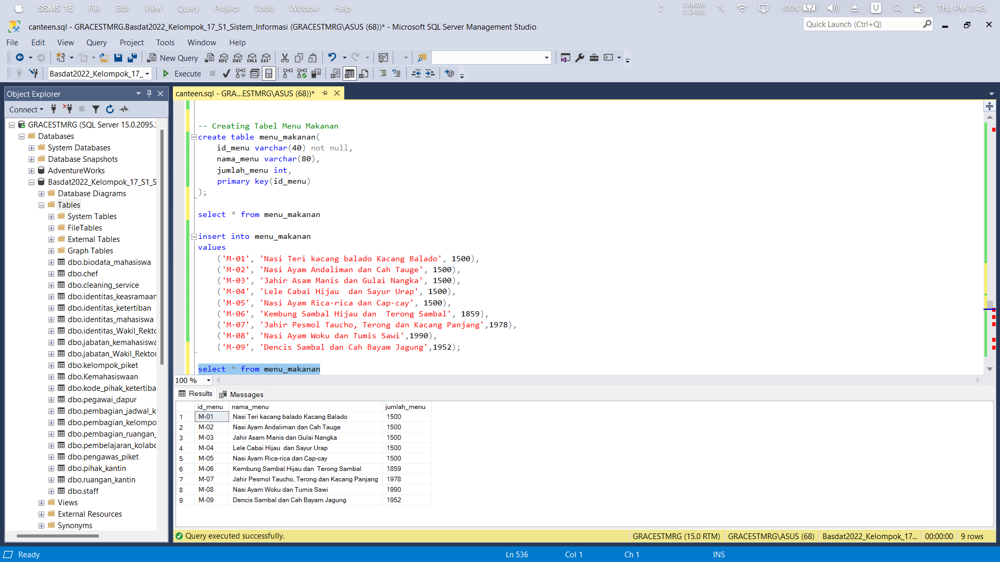 SSMS 18 File Edit View Query Project Tools Window Help 0.6KB/s 0.2KB/s 100% U Thu PM 3:48
canteen.sql - GRACESTMRG.Basdat2022_Kelompok_17_S1_Sistem_Informasi (GRACESTMRG\ASUS (68))* - Microsoft SQL Server Management Studio
Quick Launch (Ctrl+Q)
File Edit View Query Project Tools Window Help
New Query MDX DMX XMLA DAX
Basdat2022_Kelompok_17_ Execute
Object Explorer
Connect
GRACESTMRG (SQL Server 15.0.2095.3
Databases
System Databases
Database Snapshots
AdventureWorks
Basdat2022_Kelompok_17_S1_S
Database Diagrams
Tables
System Tables
FileTables
External Tables
Graph Tables
dbo.biodata_mahasiswa
dbo.chef
dbo.cleaning_service
dbo.identitas_keasramaan
dbo.identitas_ketertiban
dbo.identitas_mahasiswa
dbo.identitas_Wakil_Rekto
dbo.jabatan_kemahasiswa
dbo.jabatan_Wakil_Rektor
dbo.kelompok_piket
dbo.Kemahasiswaan
dbo.kode_pihak_ketertiba
dbo.pegawai_dapur
dbo.pembagian_jadwal_k
dbo.pembagian_kelompo
dbo.pembagian_ruangan_
dbo.pembelajaran_kolabo
dbo.pengawas_piket
dbo.pihak_kantin
dbo.ruangan_kantin
dbo.staff
Views
External Resources
Synonyms
canteen.sql - GRA...ESTMRG\ASUS (68))*
-- Creating Tabel Menu Makanan
create table menu_makanan(
id_menu varchar(40) not null,
nama_menu varchar(80),
jumlah_menu int,
primary key(id_menu)
);
select * from menu_makanan
insert into menu_makanan
values
('M-01', 'Nasi Teri kacang balado Kacang Balado', 1500),
('M-02', 'Nasi Ayam Andaliman dan Cah Tauge', 1500),
('M-03', 'Jahir Asam Manis dan Gulai Nangka', 1500),
('M-04', 'Lele Cabai Hijau  dan Sayur Urap', 1500),
('M-05', 'Nasi Ayam Rica-rica dan Cap-cay', 1500),
('M-06', 'Kembung Sambal Hijau dan  Terong Sambal', 1859),
('M-07', 'Jahir Pesmol Taucho, Terong dan Kacang Panjang',1978),
('M-08', 'Nasi Ayam Woku dan Tumis Sawi',1990),
('M-09', 'Dencis Sambal dan Cah Bayam Jagung',1952);
select * from menu_makanan
100 %
Results Messages
id_menu nama_menu jumlah_menu
1 M-01 Nasi Teri kacang balado Kacang Balado 1500
2 M-02 Nasi Ayam Andaliman dan Cah Tauge 1500
3 M-03 Jahir Asam Manis dan Gulai Nangka 1500
4 M-04 Lele Cabai Hijau  dan Sayur Urap 1500
5 M-05 Nasi Ayam Rica-rica dan Cap-cay 1500
6 M-06 Kembung Sambal Hijau dan  Terong Sambal 1859
7 M-07 Jahir Pesmol Taucho, Terong dan Kacang Panjang 1978
8 M-08 Nasi Ayam Woku dan Tumis Sawi 1990
9 M-09 Dencis Sambal dan Cah Bayam Jagung 1952
Query executed successfully. GRACESTMRG (15.0 RTM) GRACESTMRG\ASUS (68) Basdat2022_Kelompok_17... 00:00:00 9 rows
Ready Ln 536 Col 1 Ch 1 INS